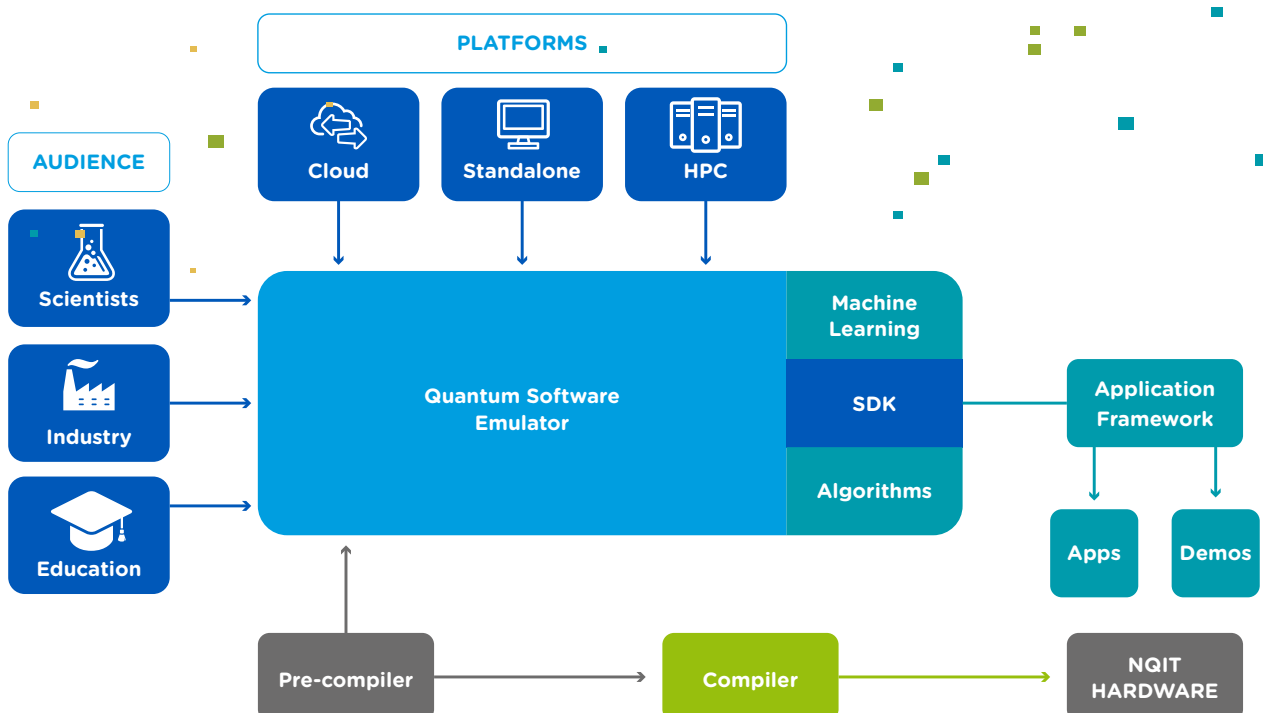 PLATFORMS
Cloud
Standalone
HPC
AUDIENCE
Scientists
Industry
Education
Quantum Software
Emulator
Machine
Learning
SDK
Algorithms
Application
Framework
Apps
Demos
Pre-compiler
Compiler
NQIT
HARDWARE